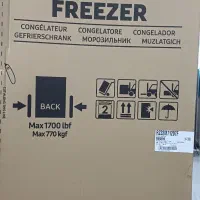 FREEZER
CONGÉLATEUR CONGELATORE CONGELADOR
GEFRIERSCHRANK МОРОЗИЛЬНИК MUZLATGICH
BACK
2
Max 1700 lbf
Max 770 kgf